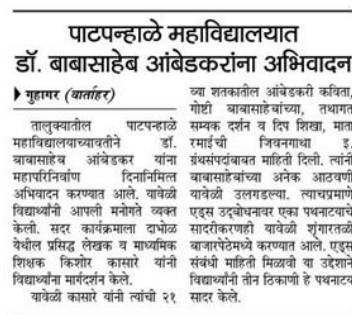 पाटपन्हाळे महाविद्यालयात
डॉ. बाबासाहेब आंबेडकरांना अभिवादन
गुहागर (वार्ताहर)
तालुक्यातील पाटपन्हाळे
महाविद्यालयाच्यावतीने डॉ.
बाबासाहेब आंबेडकर यांना
महापरिनिर्वाण दिनानिमित्त
अभिवादन करण्यात आले. यावेळी
विद्यार्थ्यांनी आपली मनोगते व्यक्त
केली. सदर कार्यक्रमाला दाभोळ
येथील प्रसिद्ध लेखक व माध्यमिक
शिक्षक किशोर कासारे यांनी
विद्यार्थ्यांना मार्गदर्शन केले.
यावेळी कासारे यांनी त्यांची २१
व्या शतकातील आंबेडकरी कविता,
गोष्टी बाबासाहेबांच्या, तथागत
सम्यक दर्शन व दिप शिखा, माता
रमाईची जिवनगाथा इ.
ग्रंथसंपदांबाबत माहिती दिली. त्यांनी
बाबासाहेबांच्या अनेक आठवणी
यावेळी उलगडल्या. त्याचप्रमाणे
एड्स उद्बोधनावर एका पथनाटयाचे
सादरीकरणही यावेळी शृंगारतळी
बाजारपेठेमध्ये करण्यात आले. एड्स
संबंधी माहिती मिळावी या उद्देशाने
विद्यार्थ्यांनी तीन ठिकाणी हे पथनाटय
सादर केले.